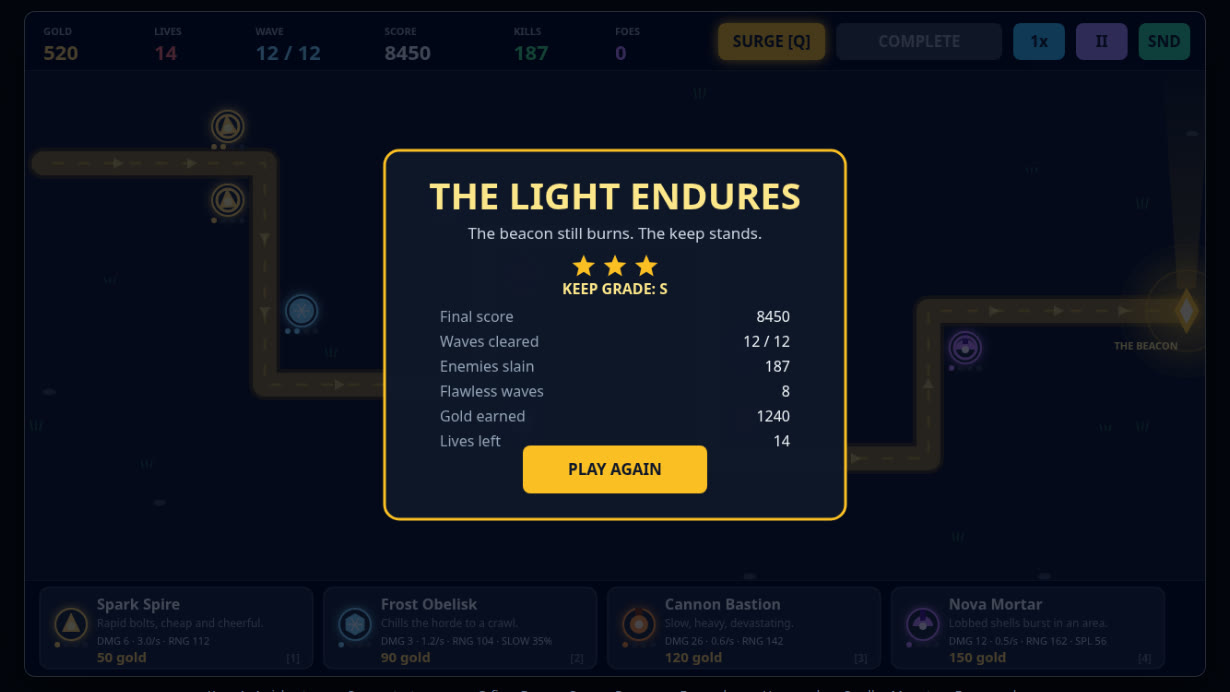 GOLD LIVES WAVE SCORE KILLS FOES
520 14 12 / 12 8450 187 0
SURGE [Q] COMPLETE 1x II SND
THE LIGHT ENDURES
The beacon still burns. The keep stands.
KEEP GRADE: S
Final score 8450
Waves cleared 12 / 12
Enemies slain 187
Flawless waves 8
Gold earned 1240
Lives left 14
PLAY AGAIN
THE BEACON
Spark Spire
Rapid bolts, cheap and cheerful.
DMG 6 · 3.0/s · RNG 112
50 gold [1]
Frost Obelisk
Chills the horde to a crawl.
DMG 3 · 1.2/s · RNG 104 · SLOW 35%
90 gold [2]
Cannon Bastion
Slow, heavy, devastating.
DMG 26 · 0.6/s · RNG 142
120 gold [3]
Nova Mortar
Lobbed shells burst in an area.
DMG 12 · 0.5/s · RNG 162 · SPL 56
150 gold [4]